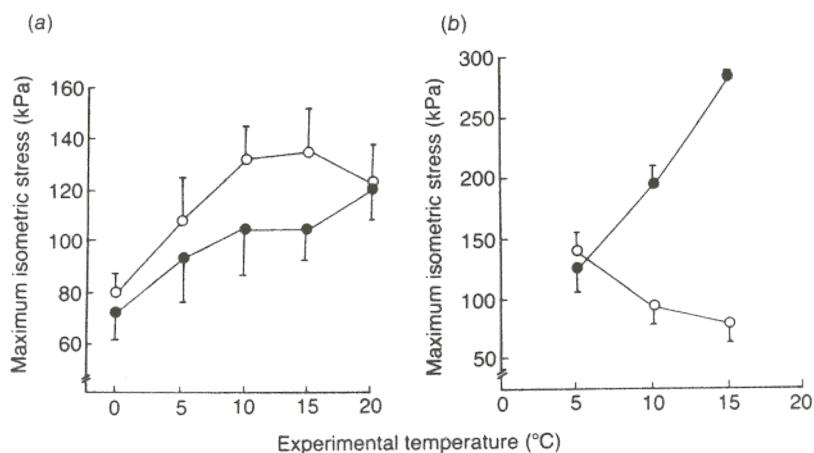 (a)
Maximum isometric stress (kPa)
160
140
120
100
80
60
0 5 10 15 20
(b)
Maximum isometric stress (kPa)
300
250
200
150
100
50
0 5 10 15 20
Experimental temperature (°C)